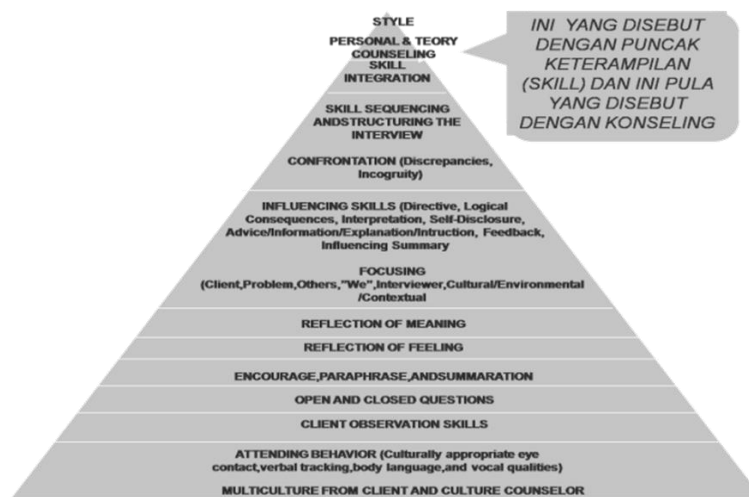 STYLE
PERSONAL & TEORY
COUNSELING
SKILL
INTEGRATION
SKILL SEQUENCING
ANDSTRUCTURING THE
INTERVIEW
CONFRONTATION (Discrepancies,
Incogruity)
INFLUENCING SKILLS (Directive, Logical
Consequences, Interpretation, Self-Disclosure,
Advice/Information/Explanation/Intruction, Feedback,
Influencing Summary
FOCUSING
(Client,Problem,Others,"We",Interviewer,Cultural/Environmental
/Contextual
REFLECTION OF MEANING
REFLECTION OF FEELING
ENCOURAGE,PARAPHRASE,ANDSUMMARATION
OPEN AND CLOSED QUESTIONS
CLIENT OBSERVATION SKILLS
ATTENDING BEHAVIOR (Culturally appropriate eye
contact,verbal tracking,body language,and vocal qualities)
MULTICULTURE FROM CLIENT AND CULTURE COUNSELOR
INI YANG DISEBUT
DENGAN PUNCAK
KETERAMPILAN
(SKILL) DAN INI PULA
YANG DISEBUT
DENGAN KONSELING